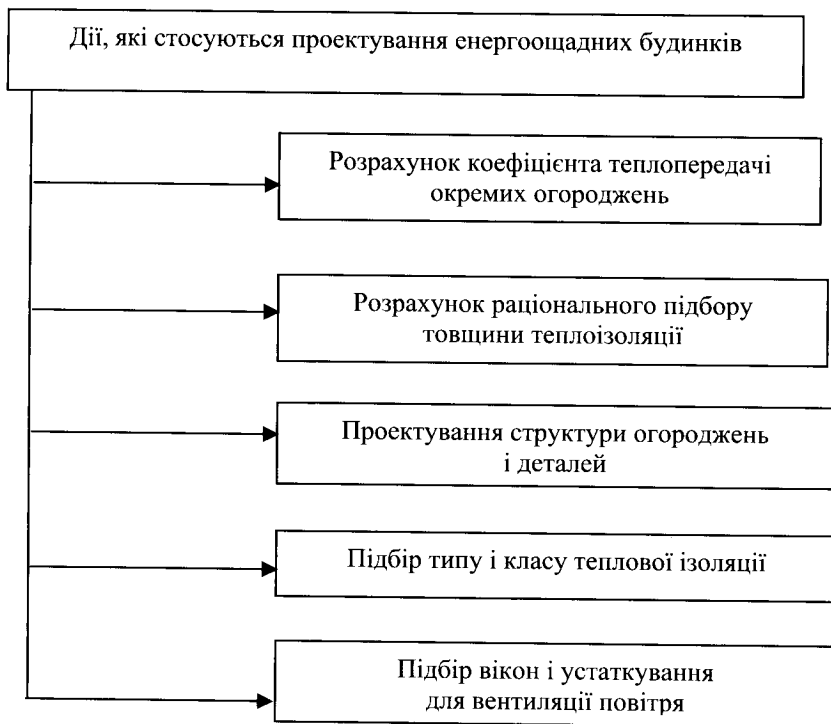 Дії, які стосуються проектування енергоощадних будинків
Розрахунок коефіцієнта теплопередачі
окремих огороджень
Розрахунок раціонального підбору
товщини теплоізоляції
Проектування структури огороджень
і деталей
Підбір типу і класу теплової ізоляції
Підбір вікон і устаткування
для вентиляції повітря